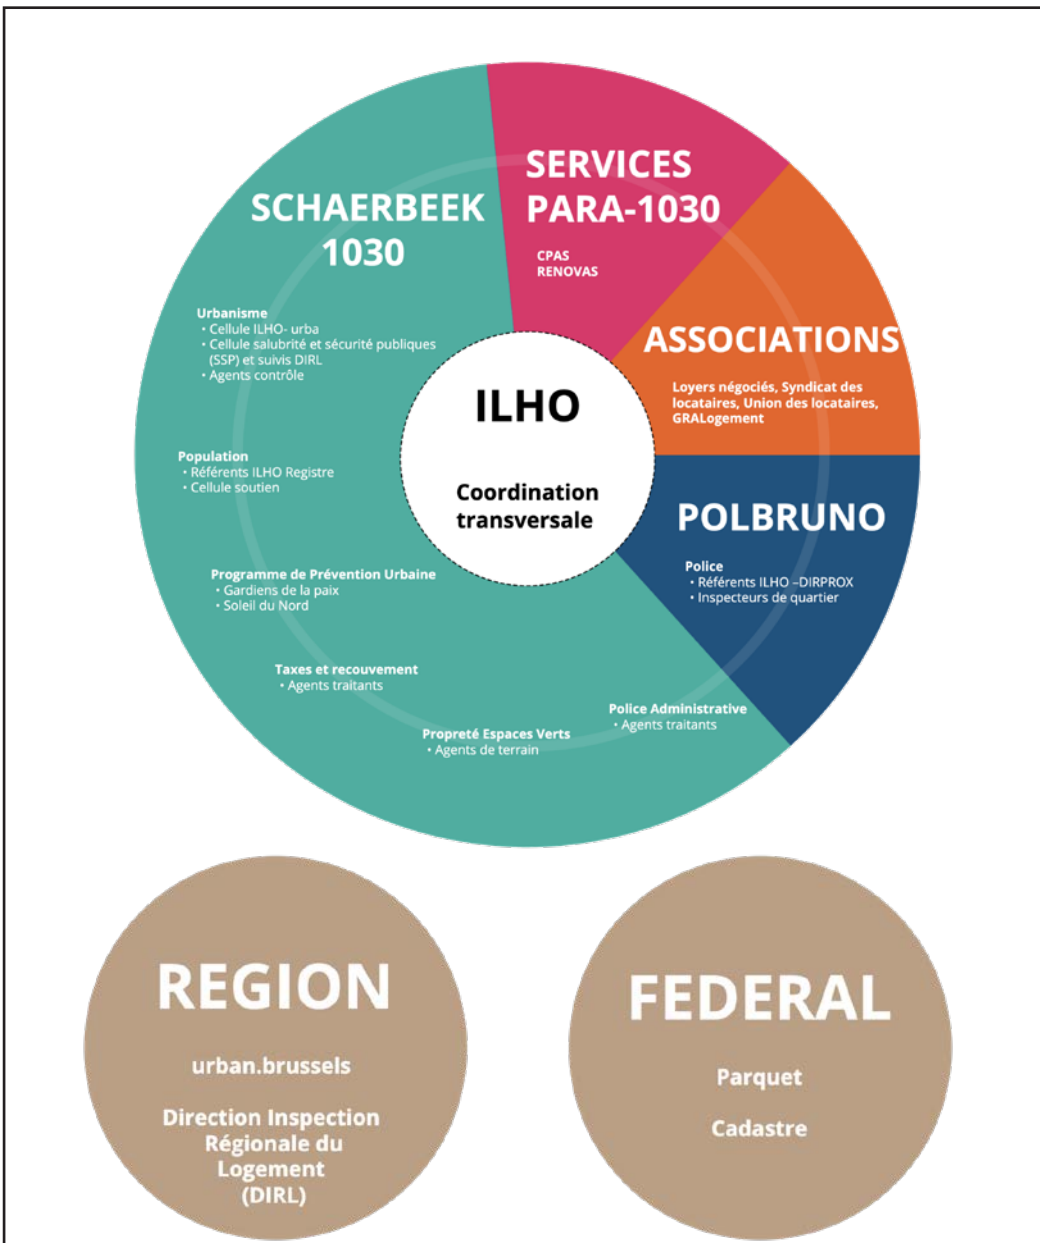 SCHAERBEEK
1030
Urbanisme
• Cellule ILHO- urba
• Cellule salubrité et sécurité publiques
(SSP) et suivis DIRL
• Agents contrôle
Population
• Référents ILHO Registre
• Cellule soutien
Programme de Prévention Urbaine
• Gardiens de la paix
• Soleil du Nord
Taxes et recouvement
• Agents traitants
Propreté Espaces Verts
• Agents de terrain
Police Administrative
• Agents traitants
SERVICES
PARA-1030
CPAS
RENOVAS
ASSOCIATIONS
Loyers négociés, Syndicat des
locataires, Union des locataires,
GRALogement
POLBRUNO
Police
• Référents ILHO –DIRPROX
• Inspecteurs de quartier
ILHO
Coordination
transversale
REGION
urban.brussels
Direction Inspection
Régionale du
Logement
(DIRL)
FEDERAL
Parquet
Cadastre